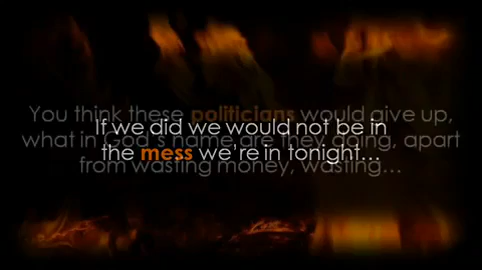 You think these politicians would give up,
If we did we would not be in
what in God's name are they doing, apart
the mess we're in tonight...
from wasting money, wasting...